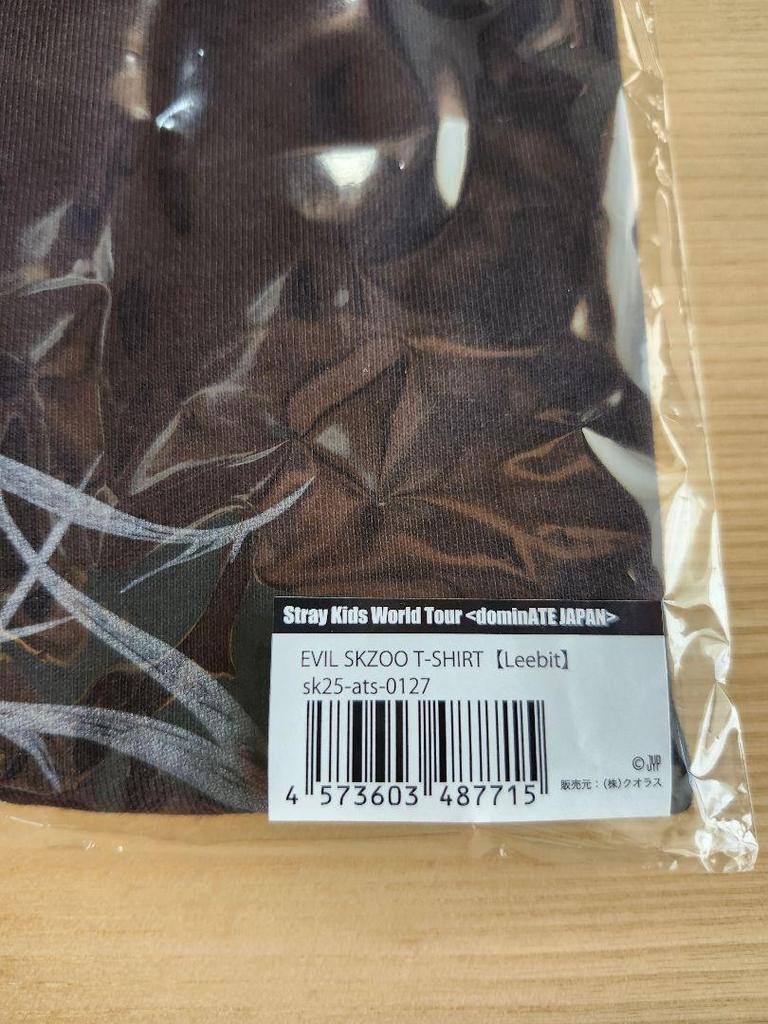 Stray Kids World Tour <dominATE JAPAN>
EVIL SKZOO T-SHIRT【Leebit】
sk25-ats-0127
4 573603 487715
© JYP
販売元：(株)クオラス